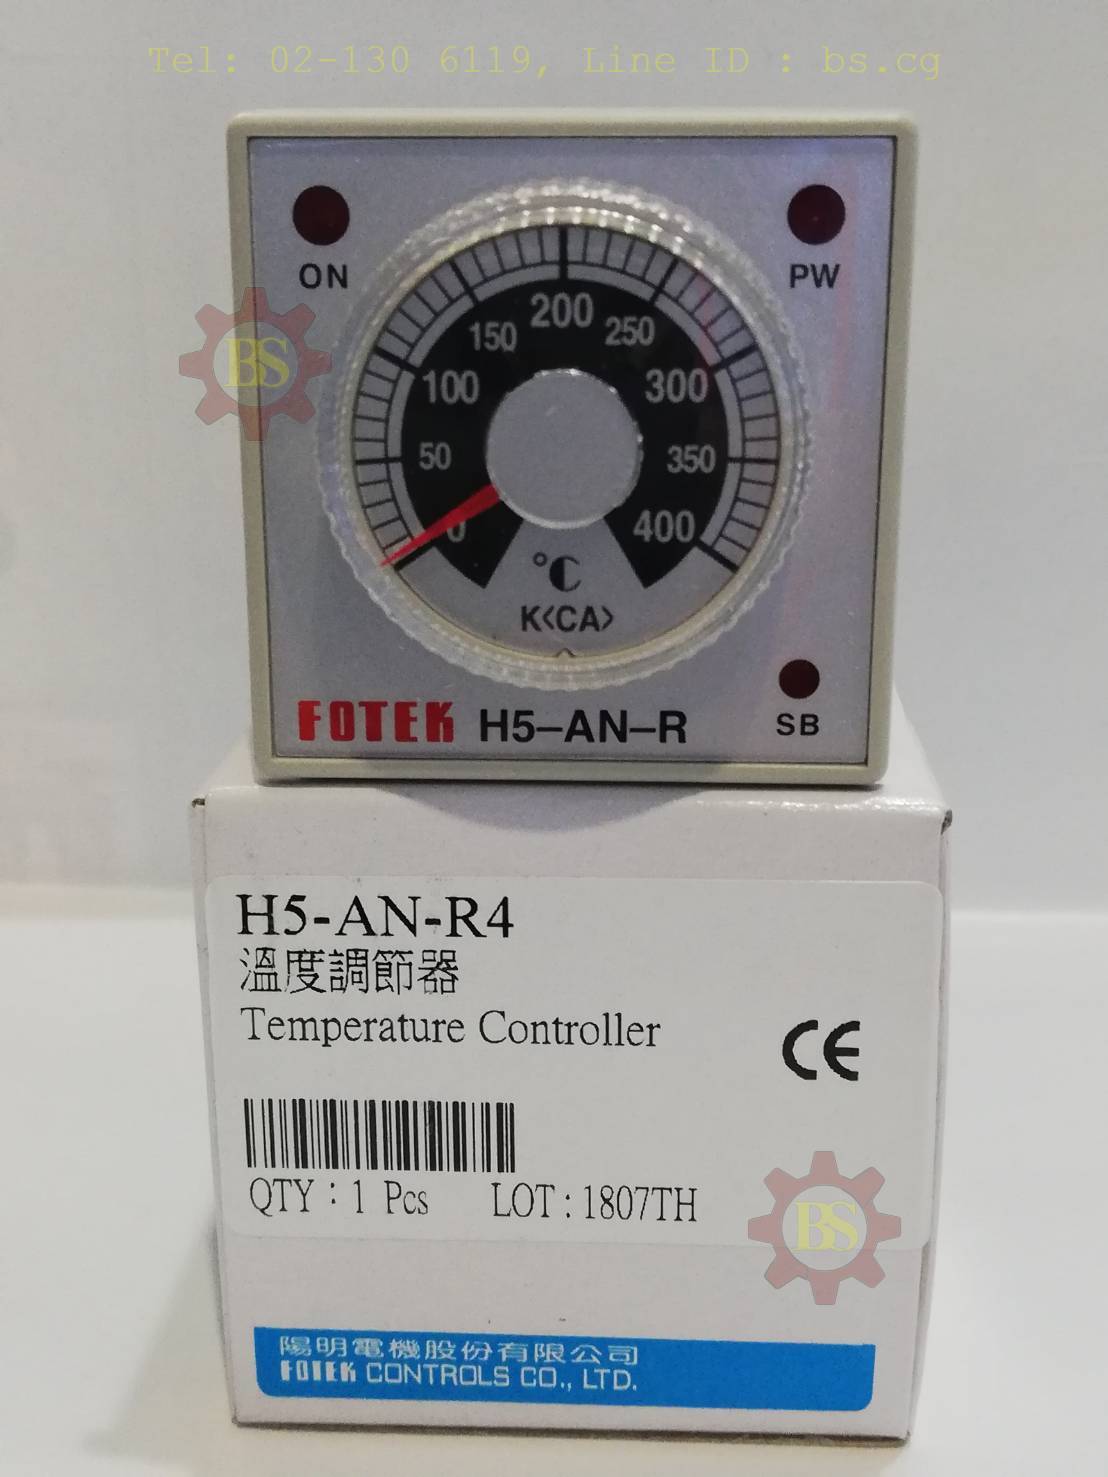 Tel: 02-130 6119, Line ID : bs.cg
ON
PW
BS
0
50
100
150
200
250
300
350
400
°C
K<CA>
FOTEK H5-AN-R
SB
H5-AN-R4
溫度調節器
Temperature Controller
CE
QTY : 1 Pcs LOT : 1807TH
BS
陽明電機股份有限公司
FOTEK CONTROLS CO., LTD.